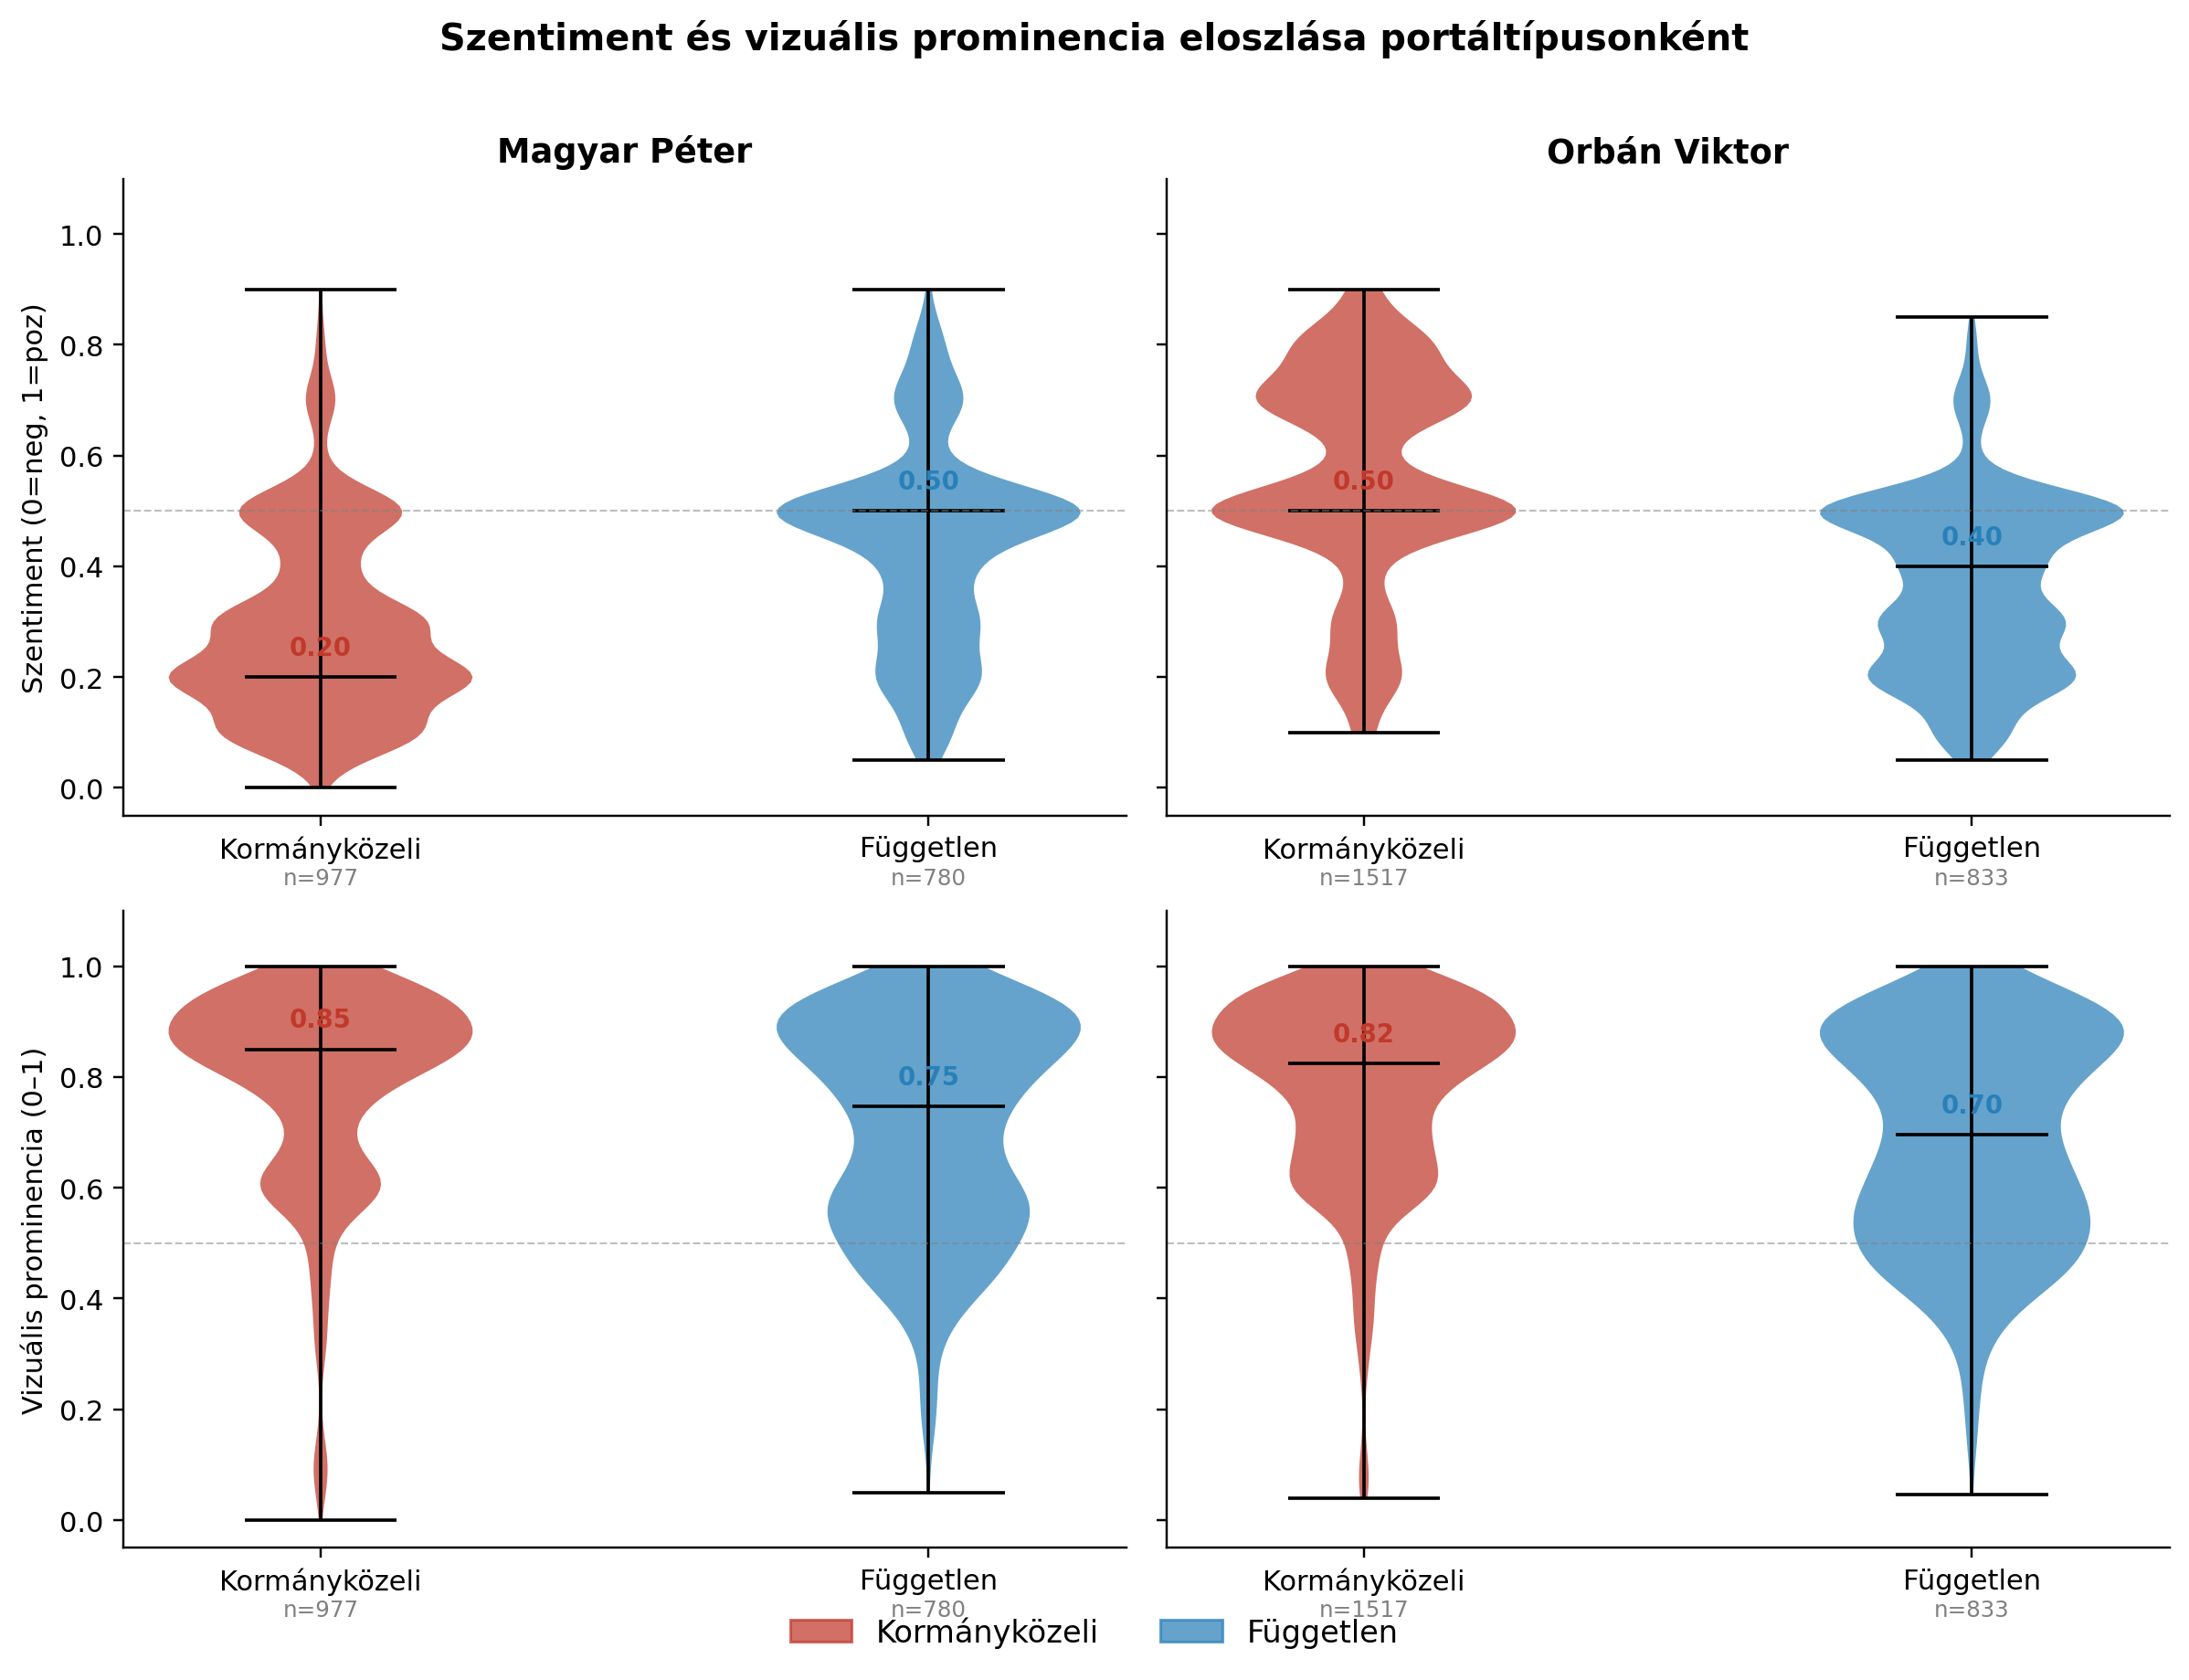 Szentiment és vizuális prominencia eloszlása portáltípusonként
Magyar Péter
Orbán Viktor
Szentiment (0=neg, 1=poz)
1.0
0.8
0.6
0.4
0.2
0.0
0.20
0.50
0.50
0.40
Kormányközeli
n=977
Független
n=780
Kormányközeli
n=1517
Független
n=833
Vizuális prominencia (0–1)
1.0
0.8
0.6
0.4
0.2
0.0
0.85
0.75
0.82
0.70
Kormányközeli
n=977
Független
n=780
Kormányközeli
n=1517
Független
n=833
Kormányközeli
Független